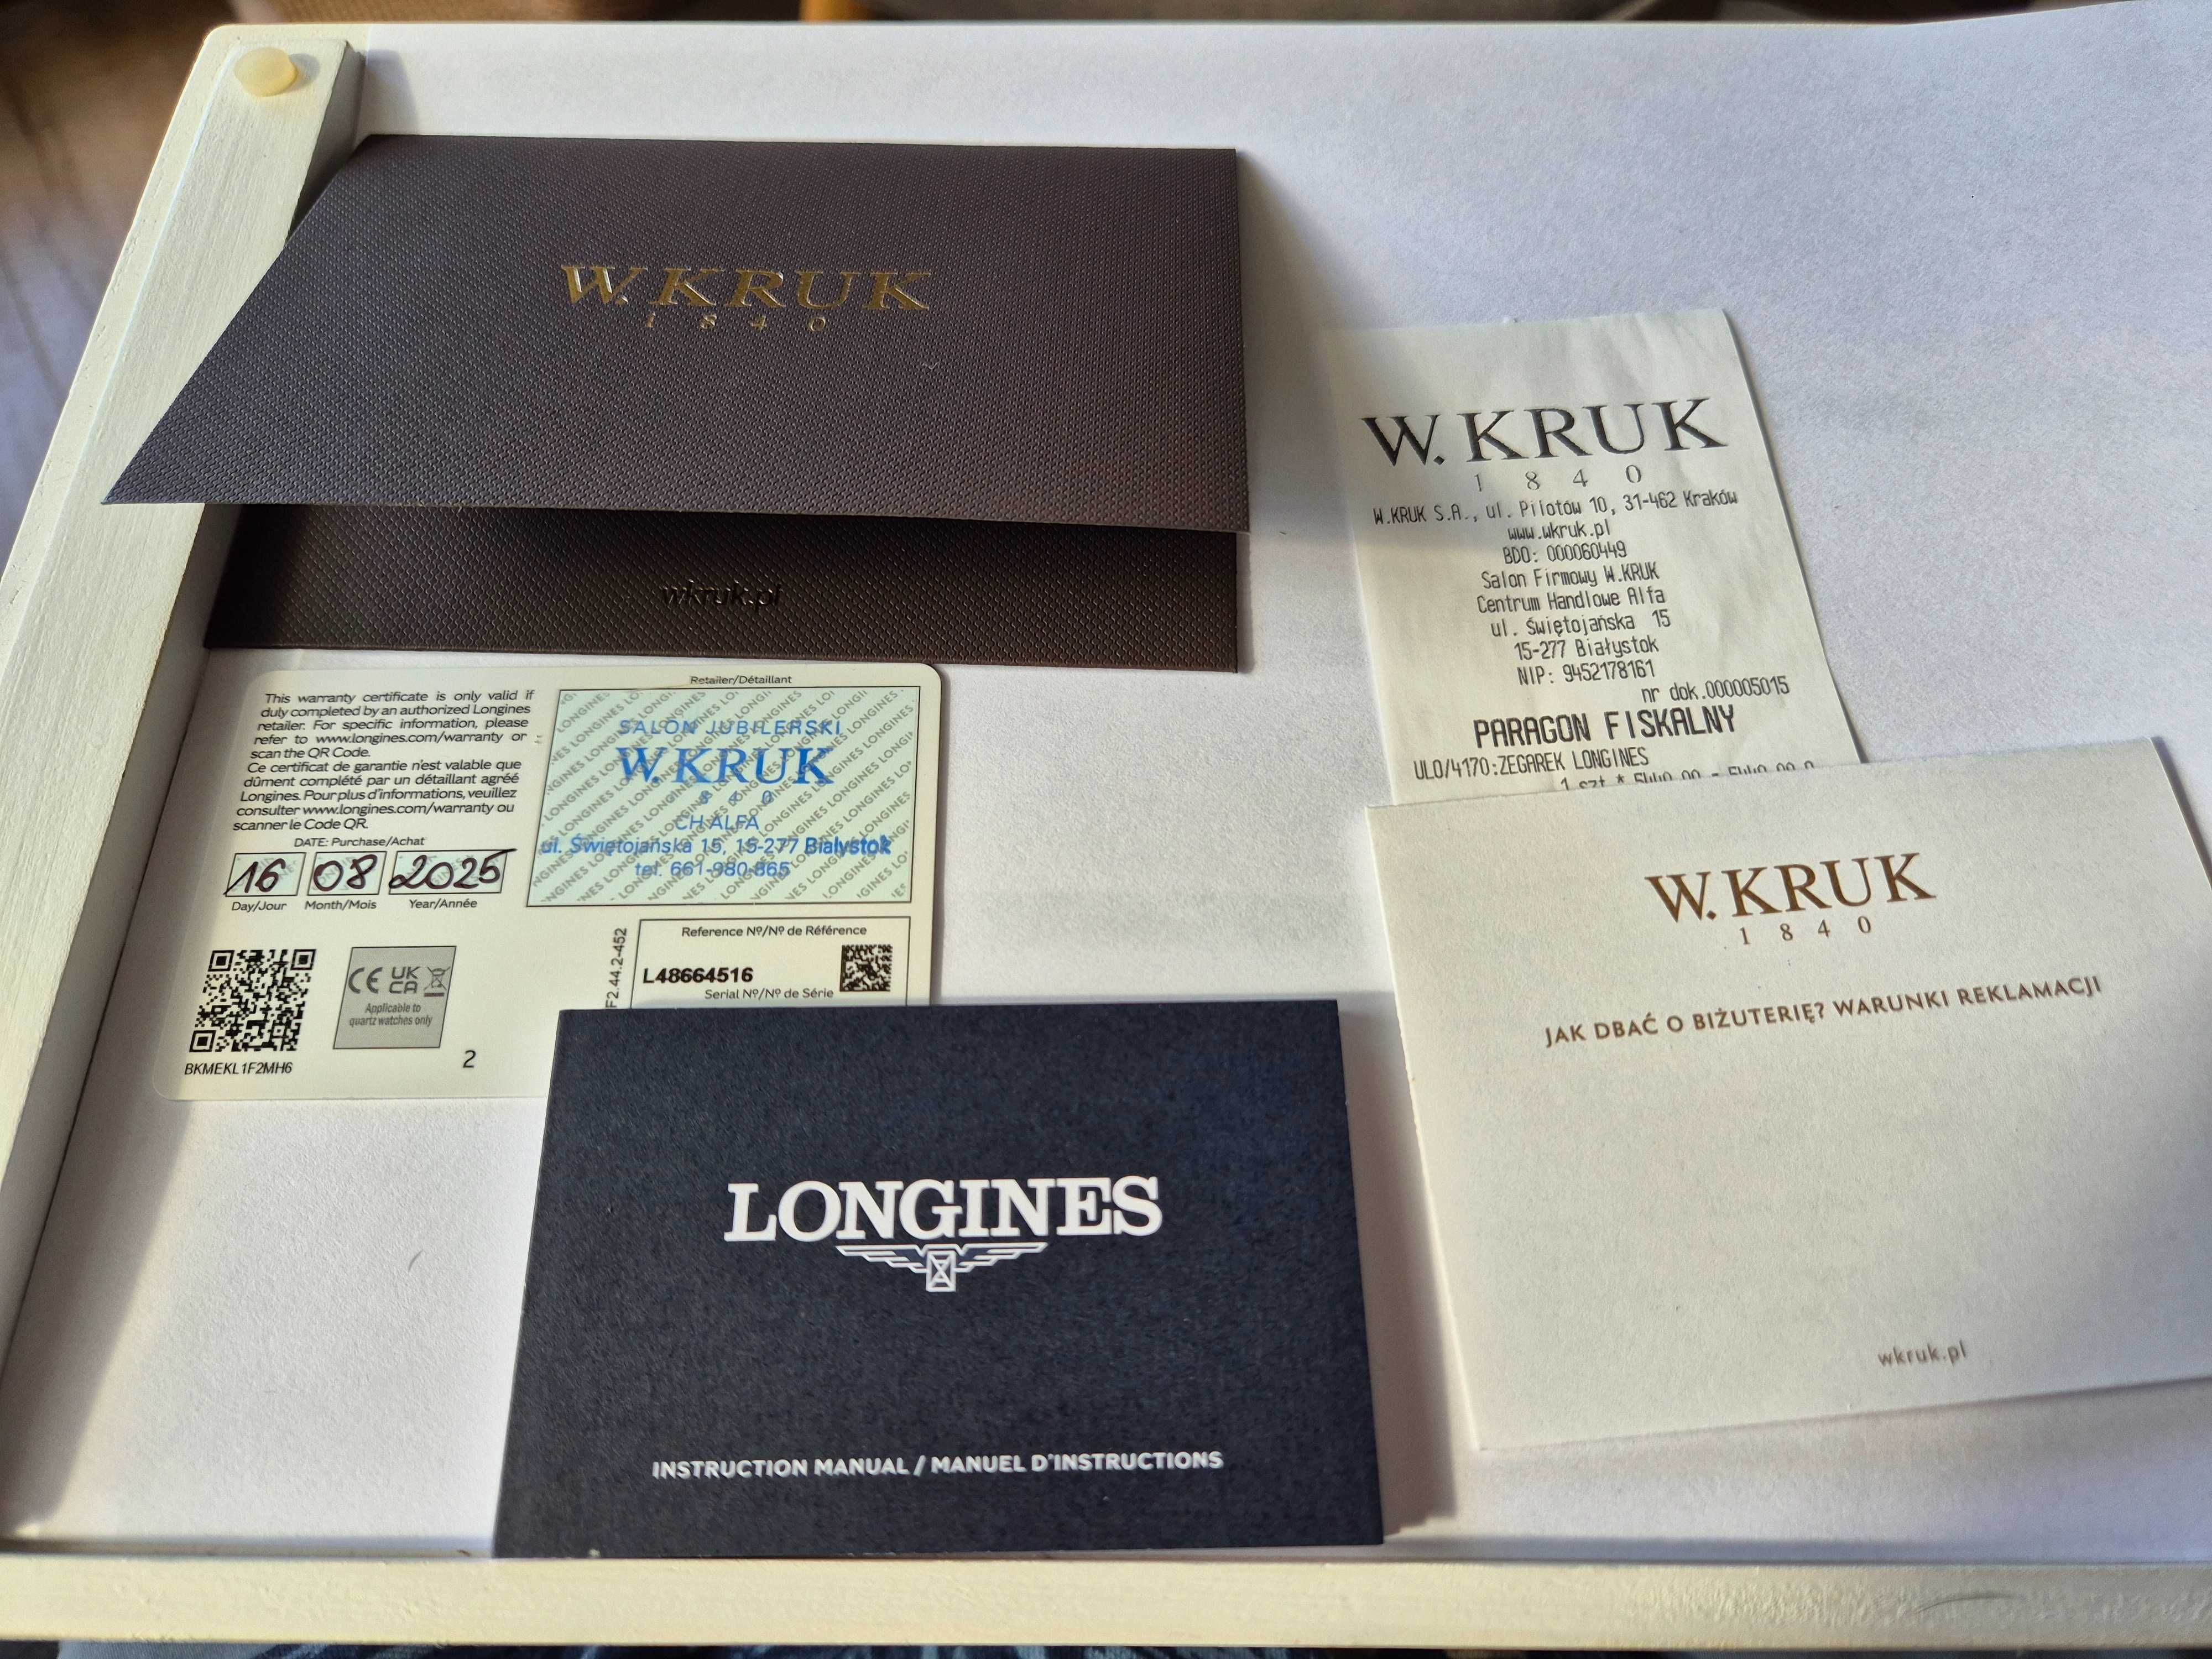 W.KRUK
1840
wkruk.pl
This warranty certificate is only valid if
duly completed by an authorized Longines
retailer. For specific information, please
refer to www.longines.com/warranty or
scan the QR Code.
Ce certificat de garantie n'est valable que
dûment complété par un détaillant agréé
Longines. Pour plus d'informations, veuillez
consulter www.longines.com/warranty ou
scanner le Code QR.
DATE: Purchase/Achat
16 08 2025
Day/Jour Month/Mois Year/Année
BKMEKL1F2MH6
CE UK CA
Applicable to
quartz watches only
2
Retailer/Détaillant
SALON JUBILERSKI
W.KRUK
1840
CH ALFA
ul. Świętojańska 15, 15-277 Białystok
tel. 661-980-865
Reference Nº/Nº de Référence
L48664516
Serial Nº/Nº de Série
F2.44.2-452
LONGINES
INSTRUCTION MANUAL / MANUEL D'INSTRUCTIONS
W.KRUK
1840
W.KRUK S.A., ul. Pilotów 10, 31-462 Kraków
www.wkruk.pl
BDO: 000060449
Salon Firmowy W.KRUK
Centrum Handlowe Alfa
ul. Świętojańska 15
15-277 Białystok
NIP: 9452178161
nr dok.000005015
PARAGON FISKALNY
ULO/4170:ZEGAREK LONGINES
1 szt *
W.KRUK
1840
JAK DBAĆ O BIŻUTERIĘ? WARUNKI REKLAMACJI
wkruk.pl